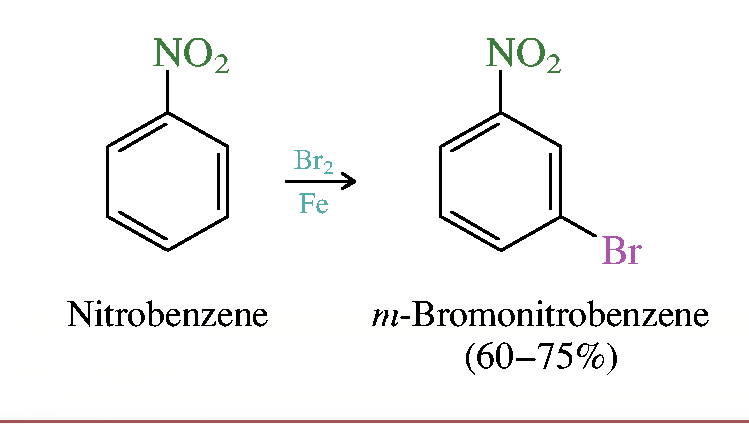 NO₂
Br₂
Fe
NO₂
Br
Nitrobenzene
m-Bromonitrobenzene
(60–75%)